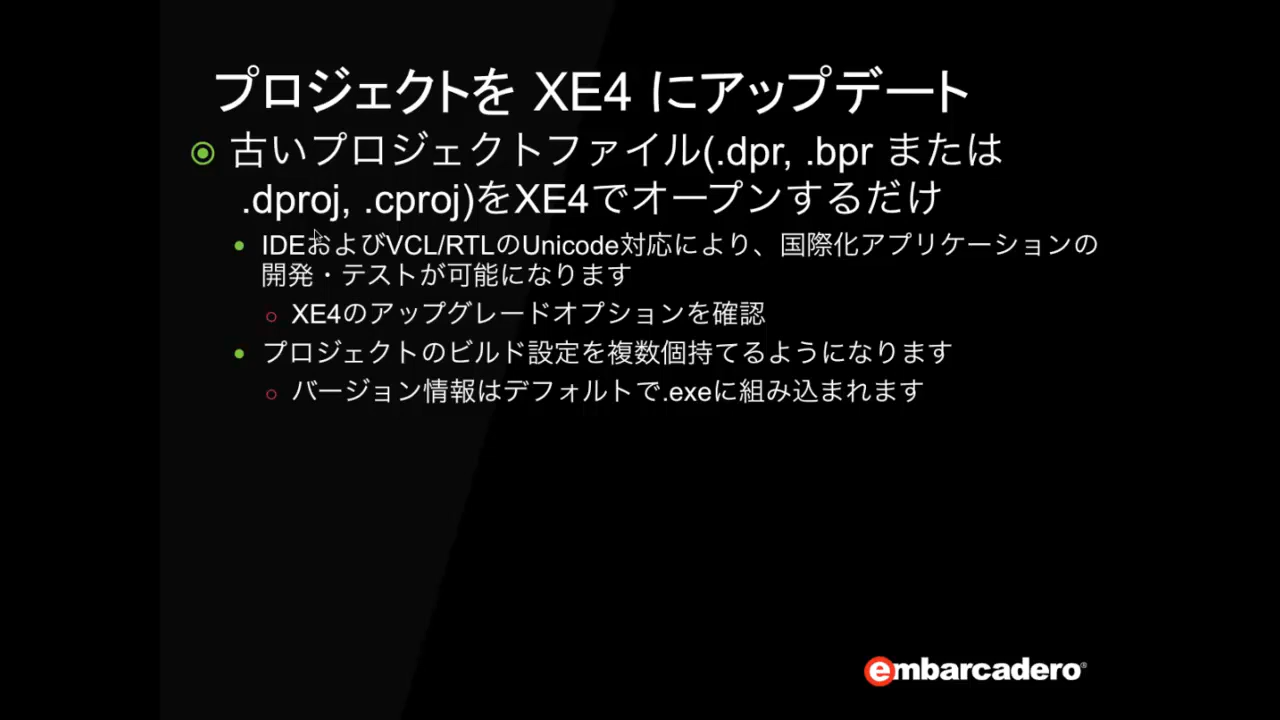 プロジェクトを XE4 にアップデート
古いプロジェクトファイル(.dpr, .bpr または
.dproj, .cproj)をXE4でオープンするだけ
IDEおよびVCL/RTLのUnicode対応により、国際化アプリケーションの
開発・テストが可能になります
XE4のアップグレードオプションを確認
プロジェクトのビルド設定を複数個持てるようになります
バージョン情報はデフォルトで.exeに組み込まれます
embarcadero®